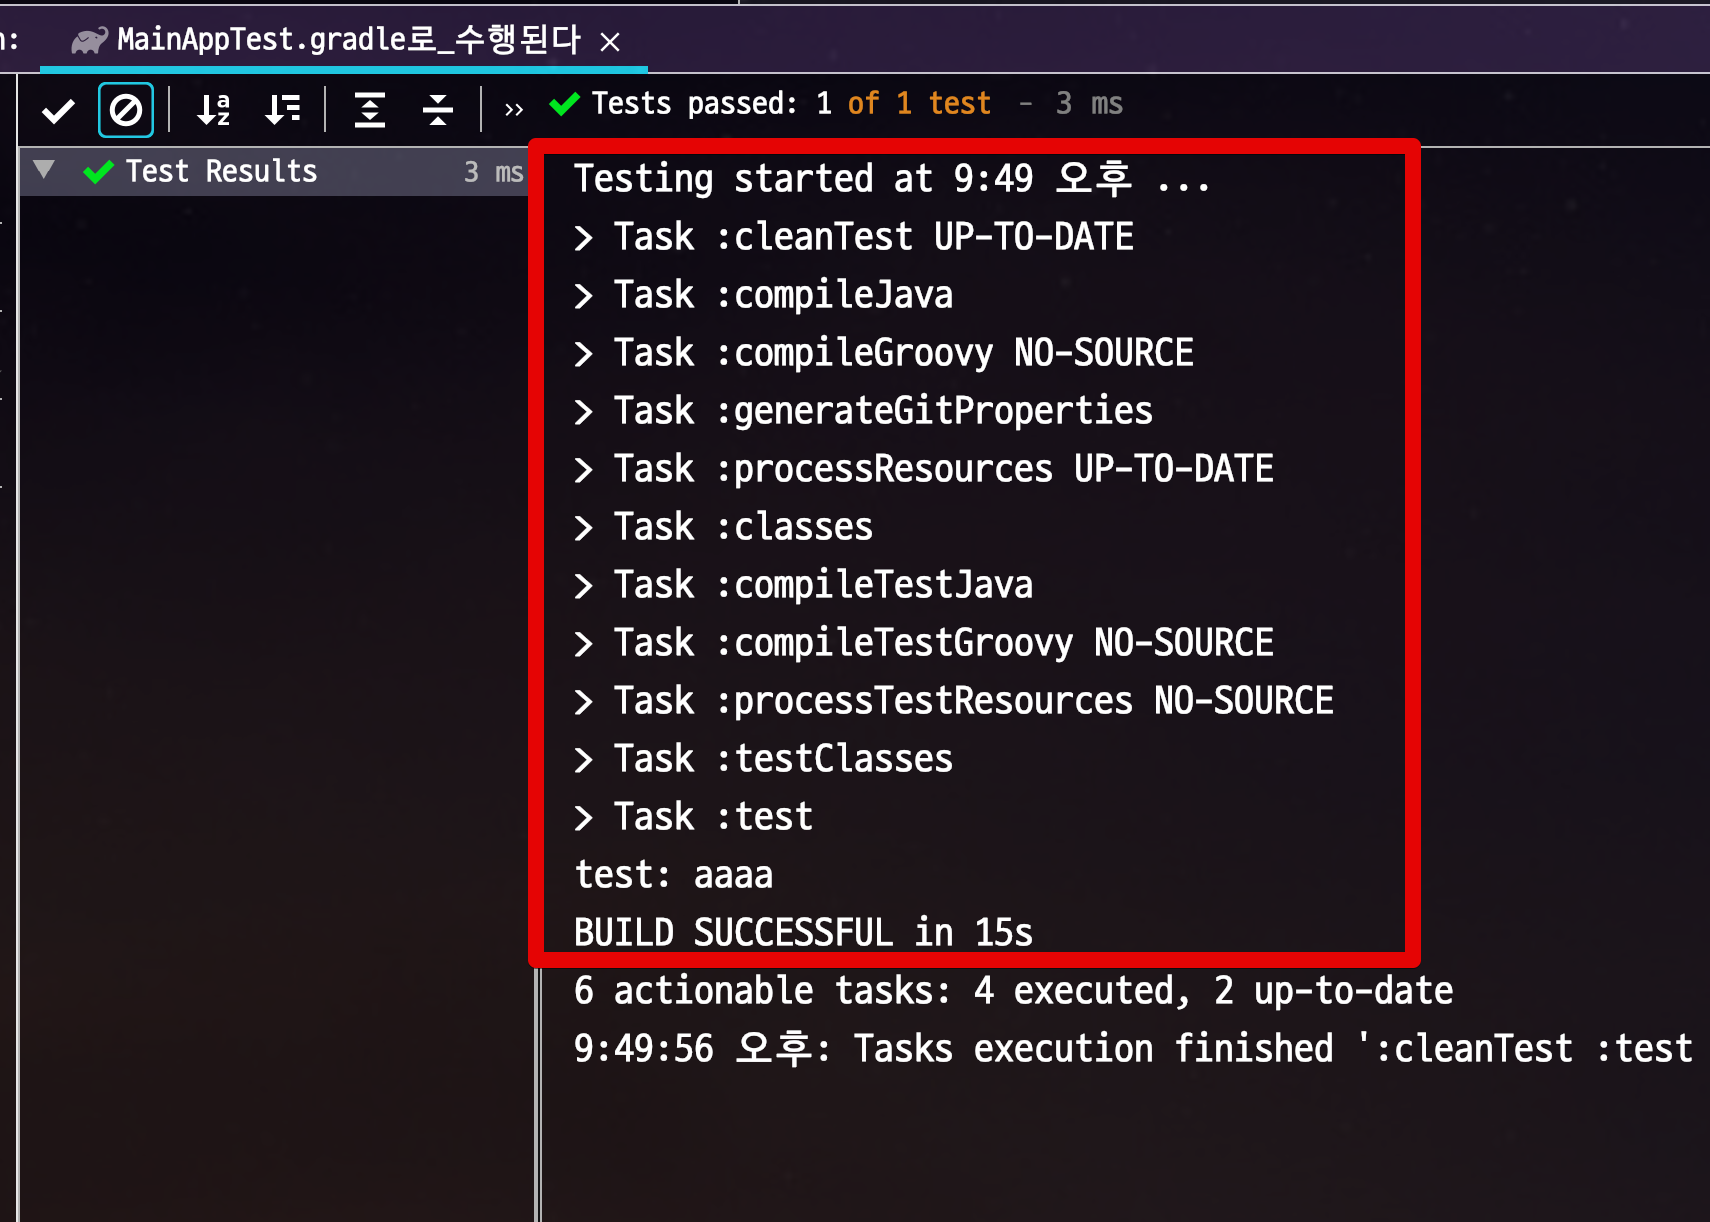 n:
MainAppTest.gradle로_수행된다 ×
Tests passed: 1 of 1 test – 3 ms
Test Results 3 ms
Testing started at 9:49 오후 ...
> Task :cleanTest UP-TO-DATE
> Task :compileJava
> Task :compileGroovy NO-SOURCE
> Task :generateGitProperties
> Task :processResources UP-TO-DATE
> Task :classes
> Task :compileTestJava
> Task :compileTestGroovy NO-SOURCE
> Task :processTestResources NO-SOURCE
> Task :testClasses
> Task :test
test: aaaa
BUILD SUCCESSFUL in 15s
6 actionable tasks: 4 executed, 2 up-to-date
9:49:56 오후: Tasks execution finished ':cleanTest :test